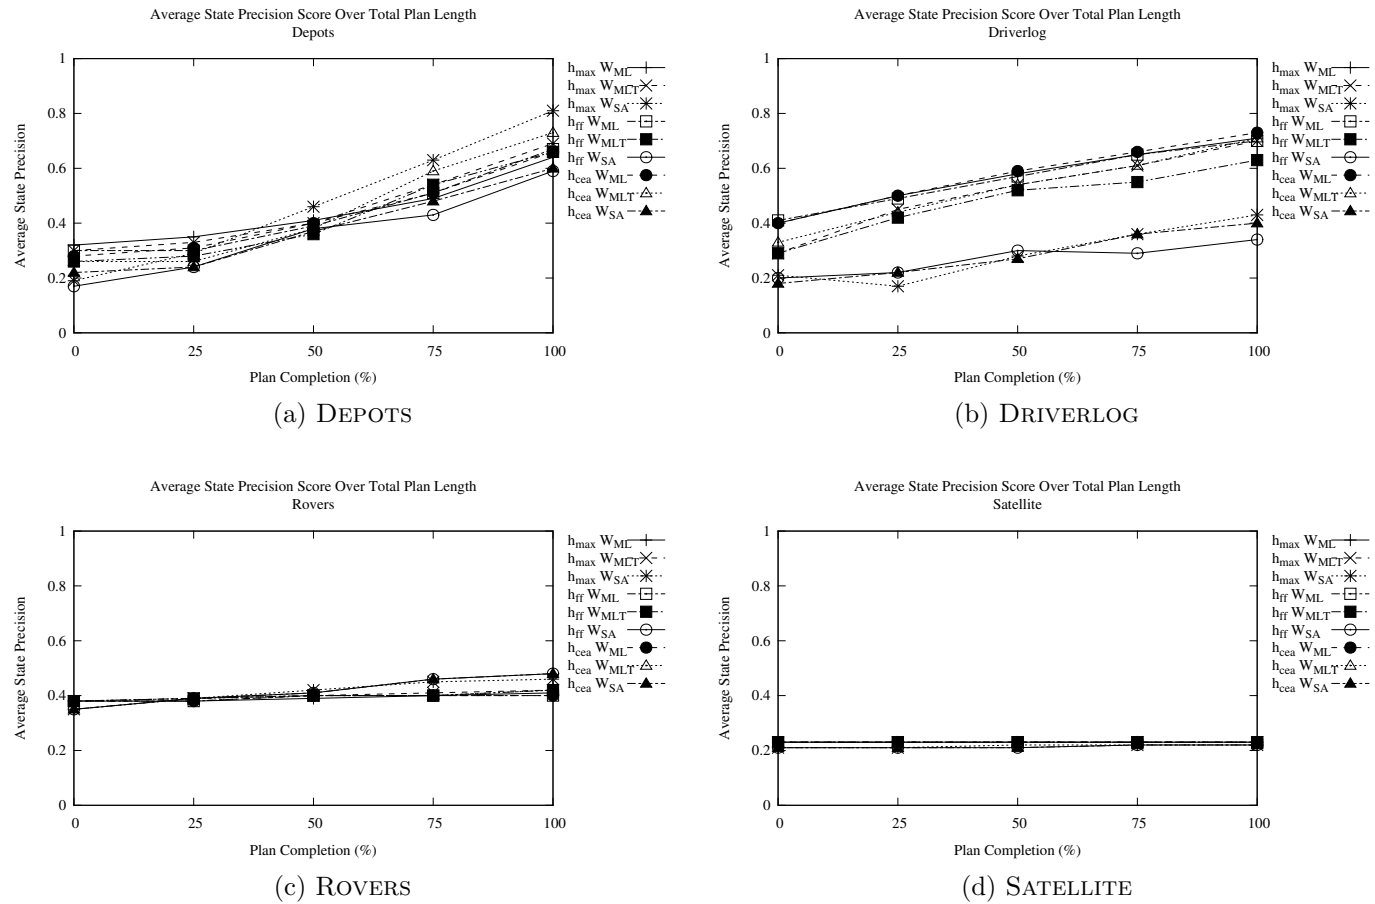 Average State Precision Score Over Total Plan Length
Depots
1
0.8
0.6
0.4
0.2
0
0 25 50 75 100
Average State Precision
Plan Completion (%)
h_max W_ML
h_max W_MLT
h_max W_SA
h_ff W_ML
h_ff W_MLT
h_ff W_SA
h_cea W_ML
h_cea W_MLT
h_cea W_SA
(a) DEPOTS
Average State Precision Score Over Total Plan Length
Driverlog
1
0.8
0.6
0.4
0.2
0
0 25 50 75 100
Average State Precision
Plan Completion (%)
h_max W_ML
h_max W_MLT
h_max W_SA
h_ff W_ML
h_ff W_MLT
h_ff W_SA
h_cea W_ML
h_cea W_MLT
h_cea W_SA
(b) DRIVERLOG
Average State Precision Score Over Total Plan Length
Rovers
1
0.8
0.6
0.4
0.2
0
0 25 50 75 100
Average State Precision
Plan Completion (%)
h_max W_ML
h_max W_MLT
h_max W_SA
h_ff W_ML
h_ff W_MLT
h_ff W_SA
h_cea W_ML
h_cea W_MLT
h_cea W_SA
(c) ROVERS
Average State Precision Score Over Total Plan Length
Satellite
1
0.8
0.6
0.4
0.2
0
0 25 50 75 100
Average State Precision
Plan Completion (%)
h_max W_ML
h_max W_MLT
h_max W_SA
h_ff W_ML
h_ff W_MLT
h_ff W_SA
h_cea W_ML
h_cea W_MLT
h_cea W_SA
(d) SATELLITE